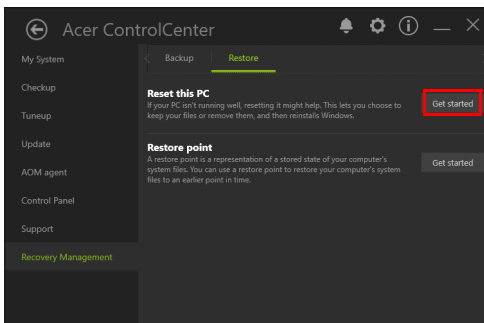 Acer ControlCenter
My System
Checkup
Tuneup
Update
AOM agent
Control Panel
Support
Recovery Management
Backup
Restore
Reset this PC
If your PC isn't running well, resetting it might help. This lets you choose to
keep your files or remove them, and then reinstalls Windows.
Get started
Restore point
A restore point is a representation of a stored state of your computer's
system files. You can use a restore point to restore your computer's system
files to an earlier point in time.
Get started